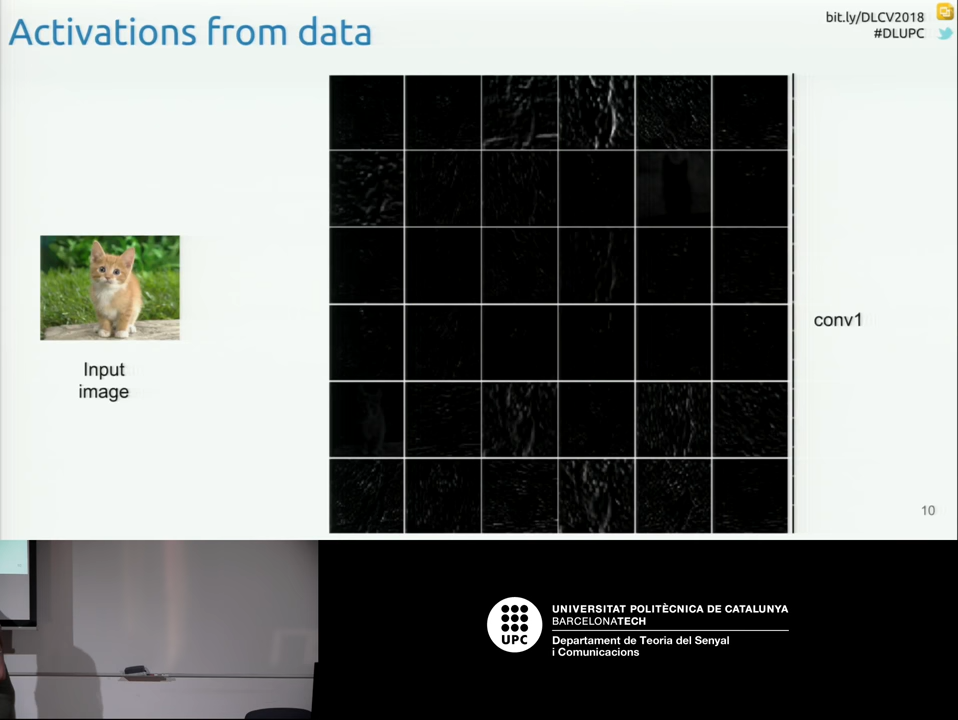 Activations from data
bit.ly/DLCV2018
#DLUPC
Input
image
conv1
10
UPC
UNIVERSITAT POLITÈCNICA DE CATALUNYA
BARCELONATECH
Departament de Teoria del Senyal
i Comunicacions